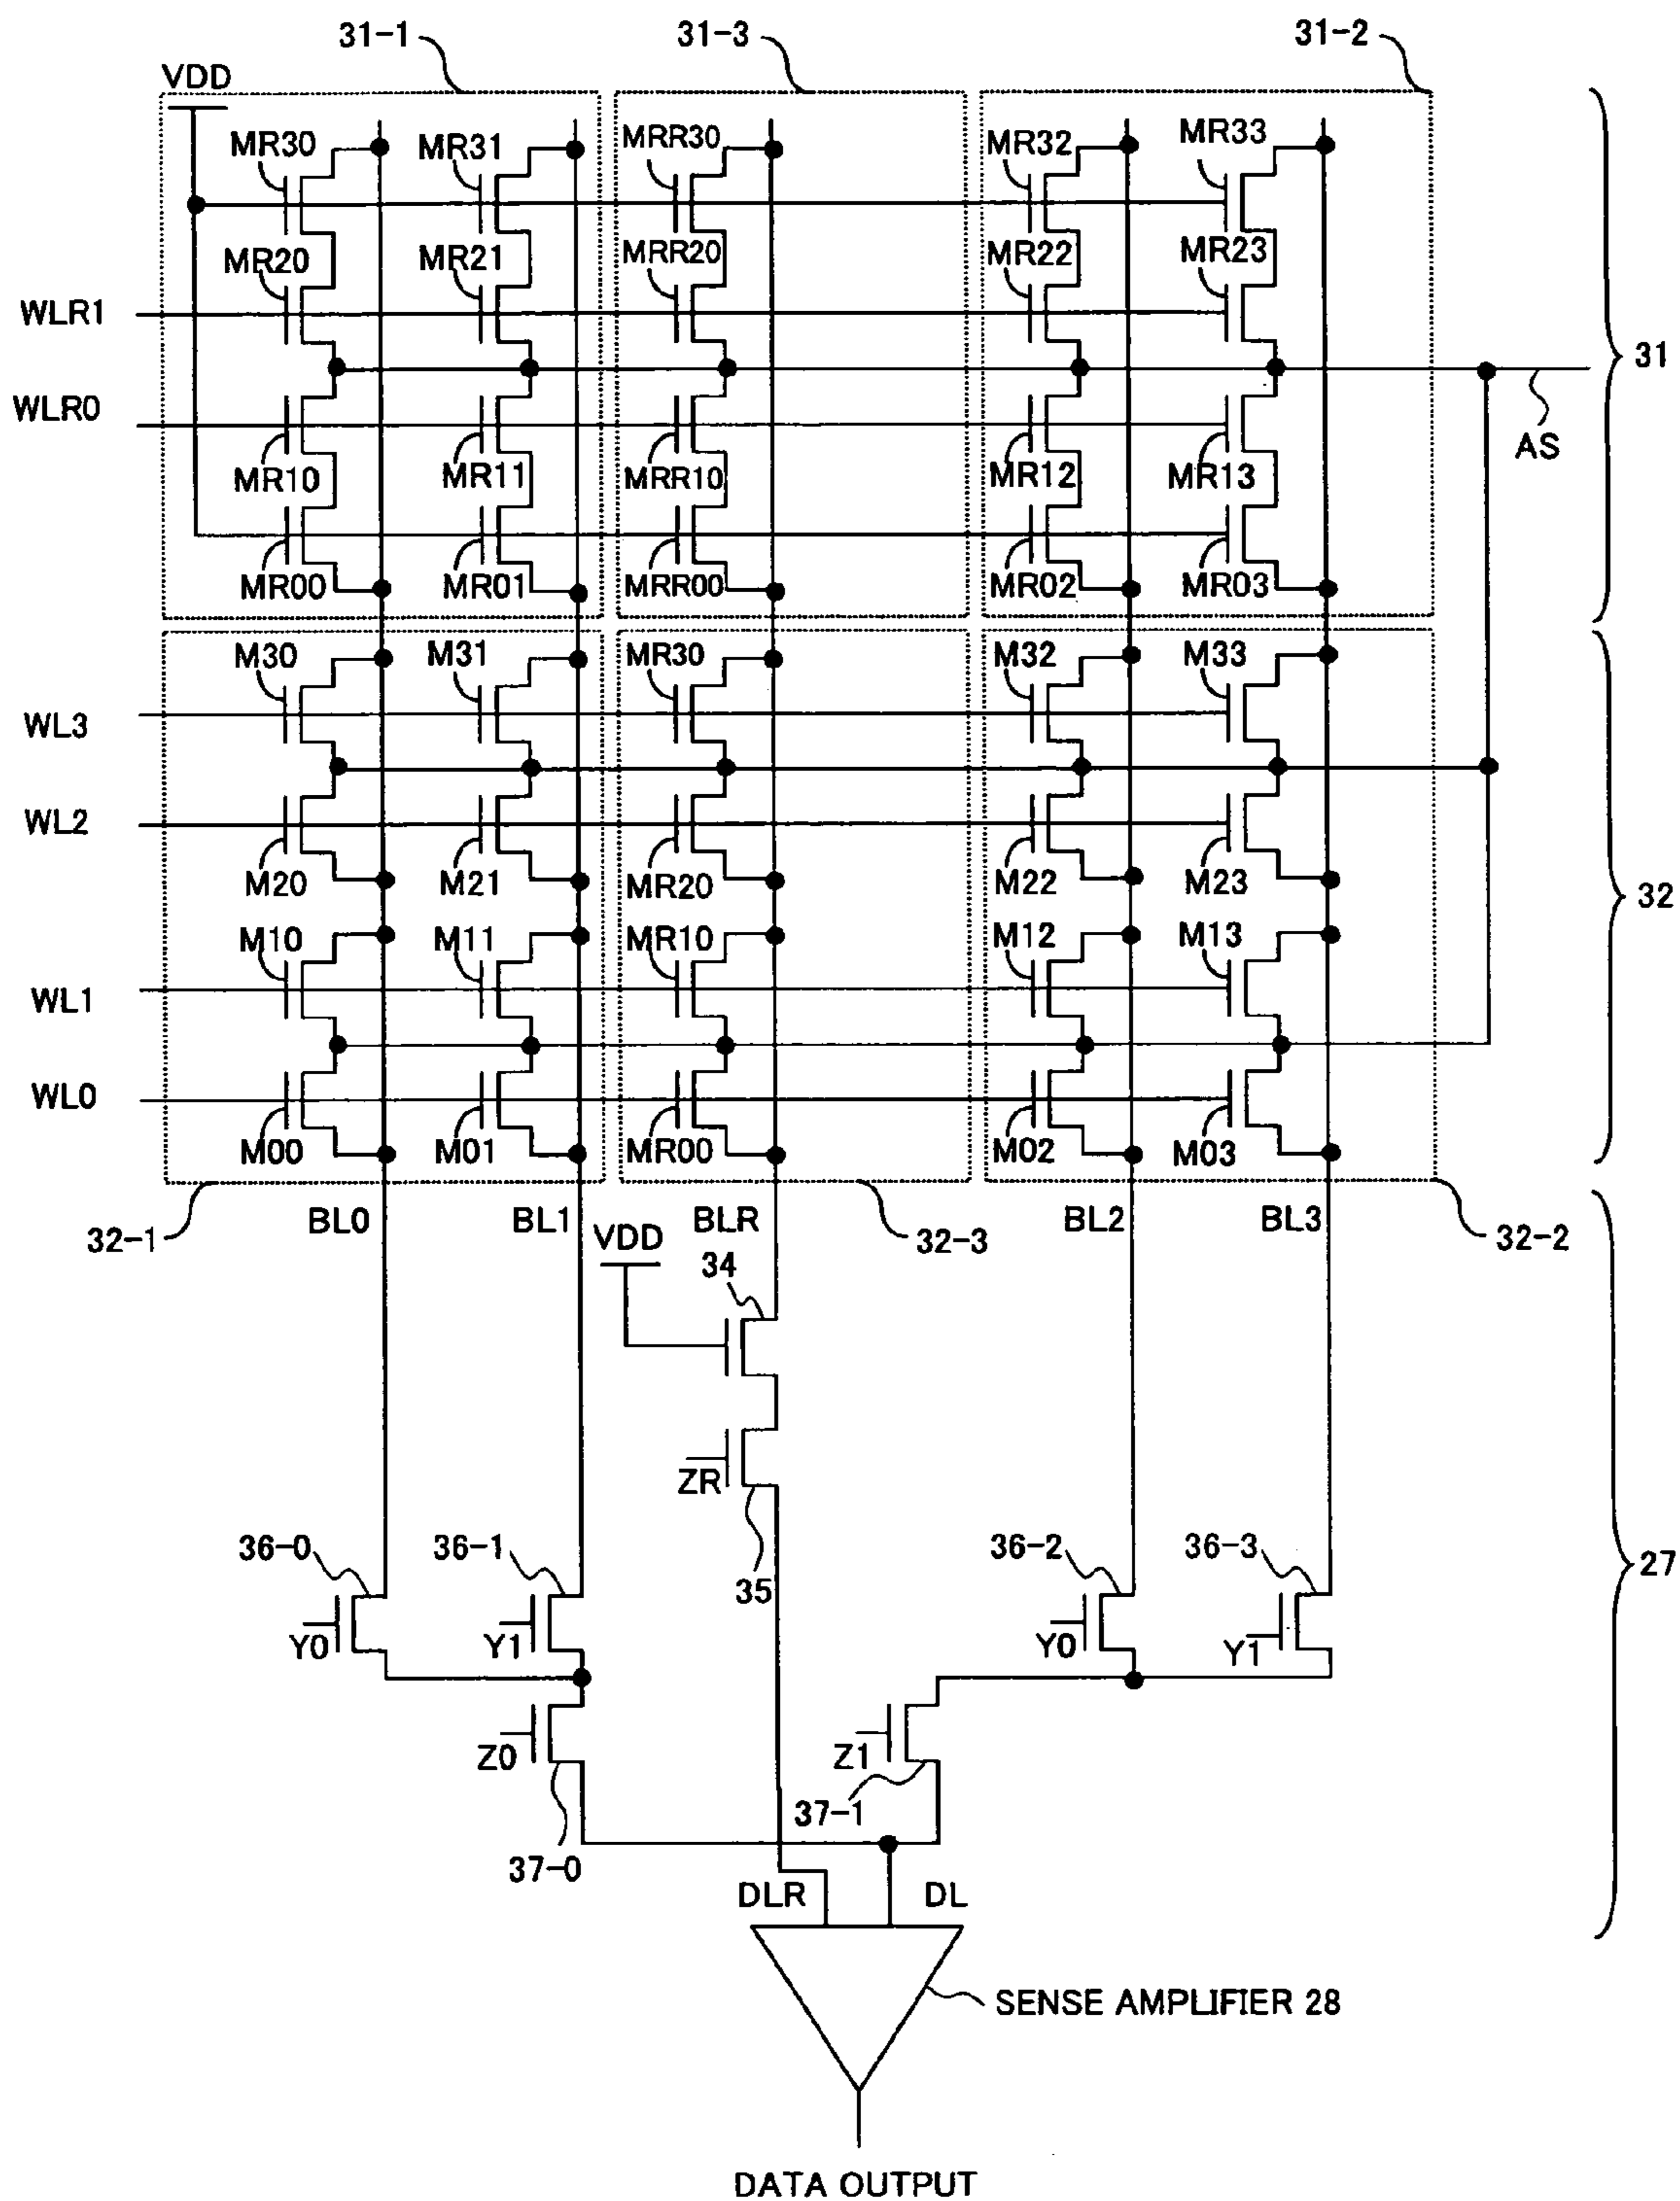 31-1 31-3 31-2
VDD
MR30 MR31 MRR30 MR32 MR33
MR20 MR21 MRR20 MR22 MR23
WLR1
31
WLR0
AS
MR10 MR11 MRR10 MR12 MR13
MR00 MR01 MRR00 MR02 MR03
M30 M31 MR30 M32 M33
WL3
WL2
M20 M21 MR20 M22 M23
32
M10 M11 MR10 M12 M13
WL1
WL0
M00 M01 MR00 M02 M03
32-1 BL0 BL1 BLR 32-3 BL2 BL3 32-2
VDD
34
ZR
36-0 36-1 35 36-2 36-3
27
Y0 Y1 Y0 Y1
Z0 Z1
37-1
37-0
DLR DL
SENSE AMPLIFIER 28
DATA OUTPUT